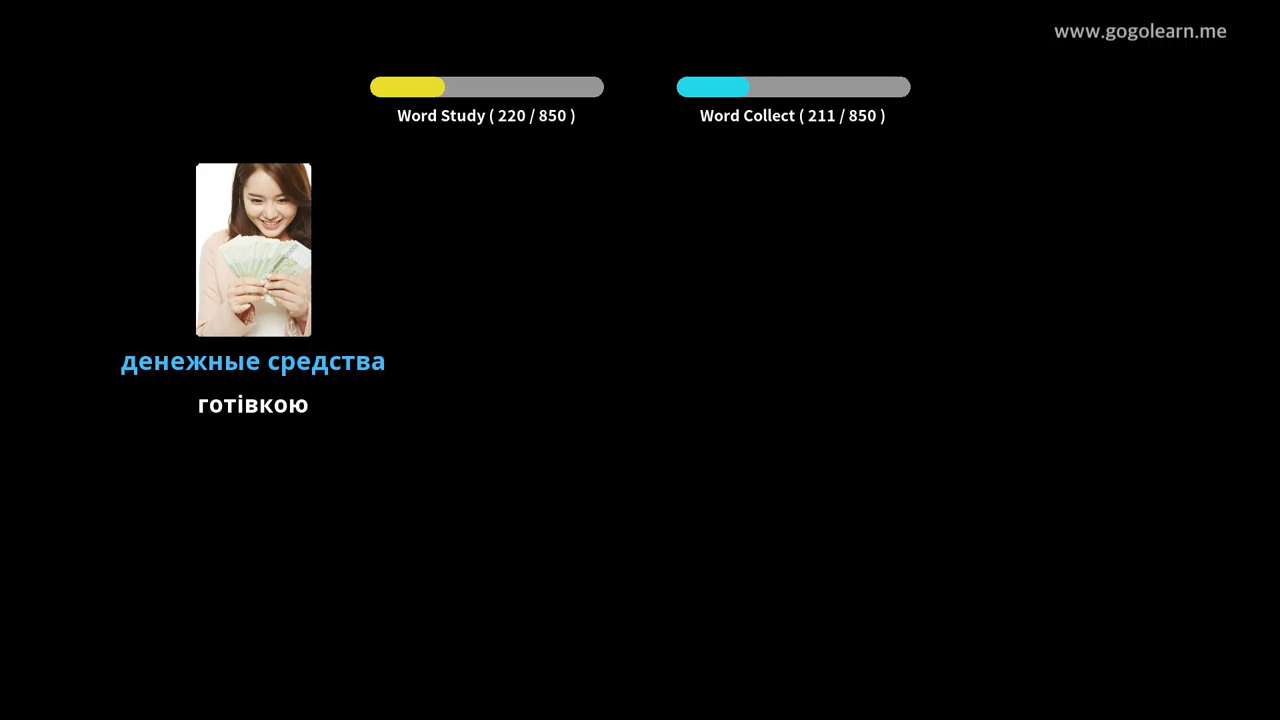 www.gogolearn.me
Word Study ( 220 / 850 )
Word Collect ( 211 / 850 )
денежные средства
готівкою